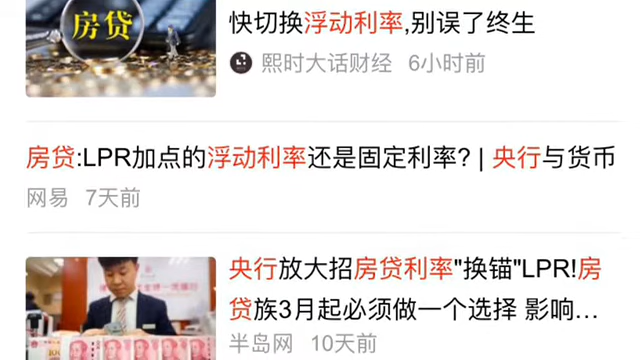 房贷
快切换浮动利率,别误了终生
熙时大话财经 6小时前
房贷:LPR加点的浮动利率还是固定利率? | 央行与货币
网易 7天前
央行放大招房贷利率"换锚"LPR!房
贷族3月起必须做一个选择 影响...
半岛网 10天前